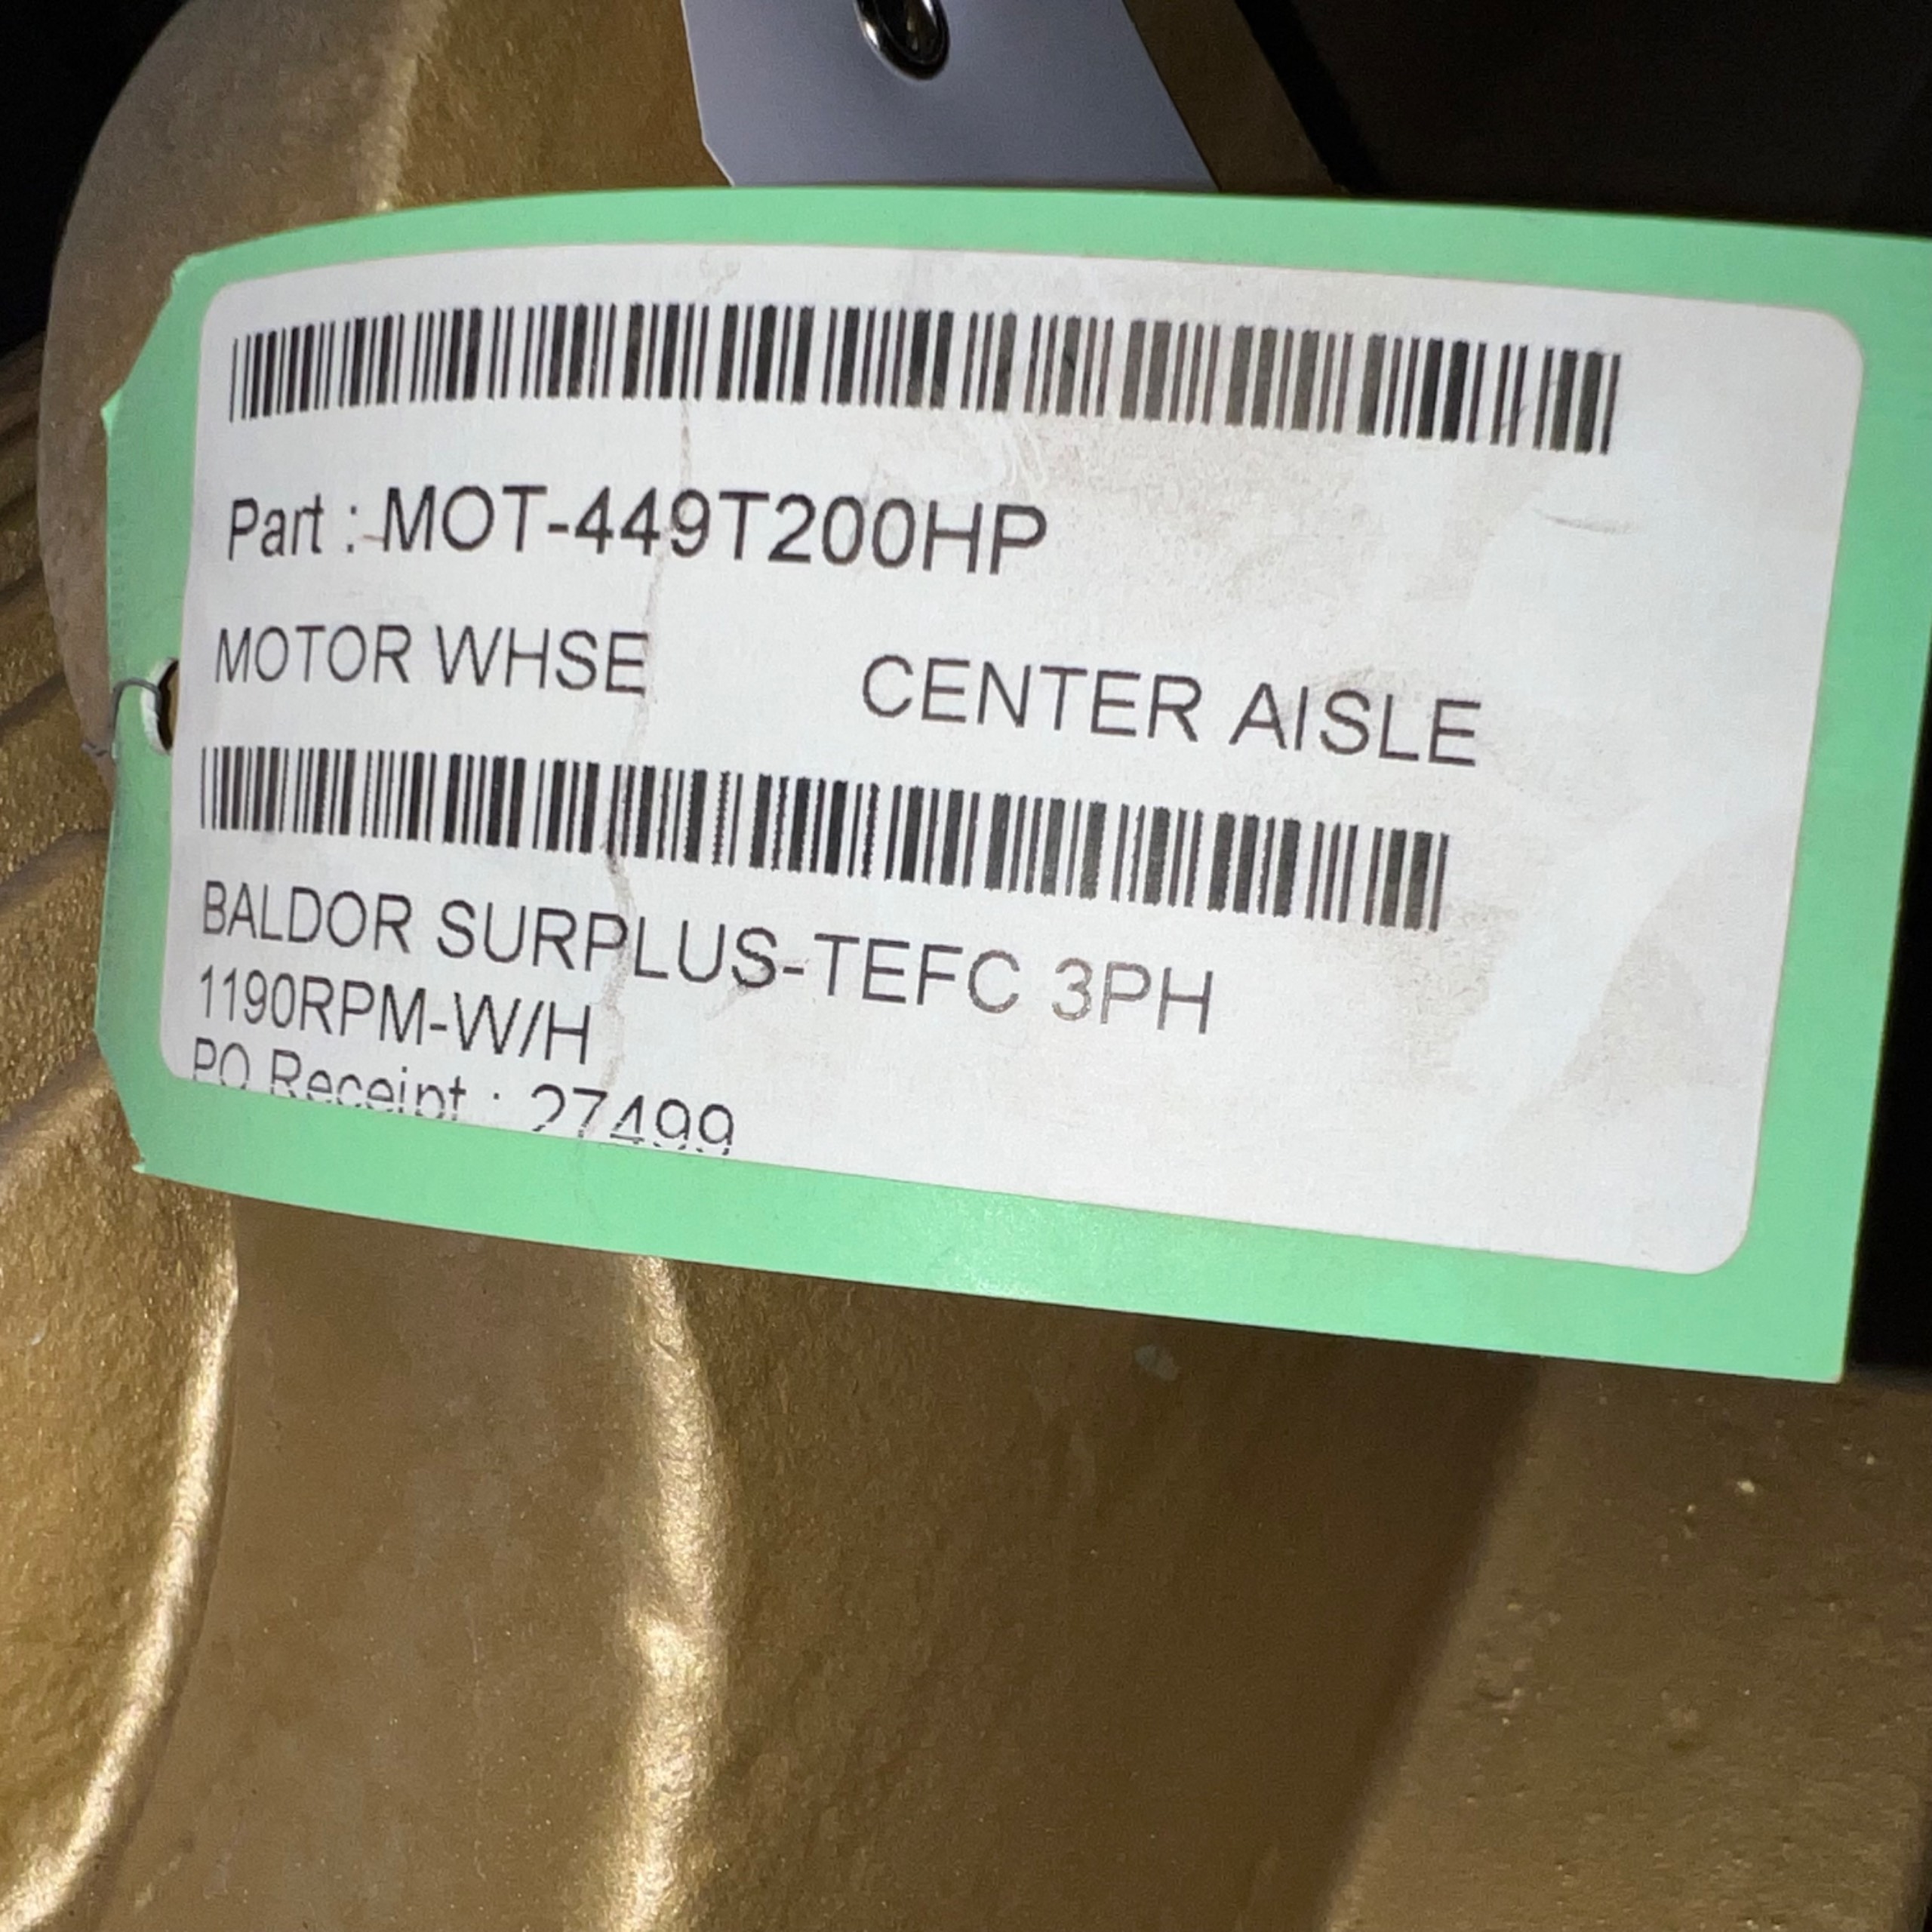 Part : MOT-449T200HP
MOTOR WHSE CENTER AISLE
BALDOR SURPLUS-TEFC 3PH
1190RPM-W/H
PO Receipt : 27499